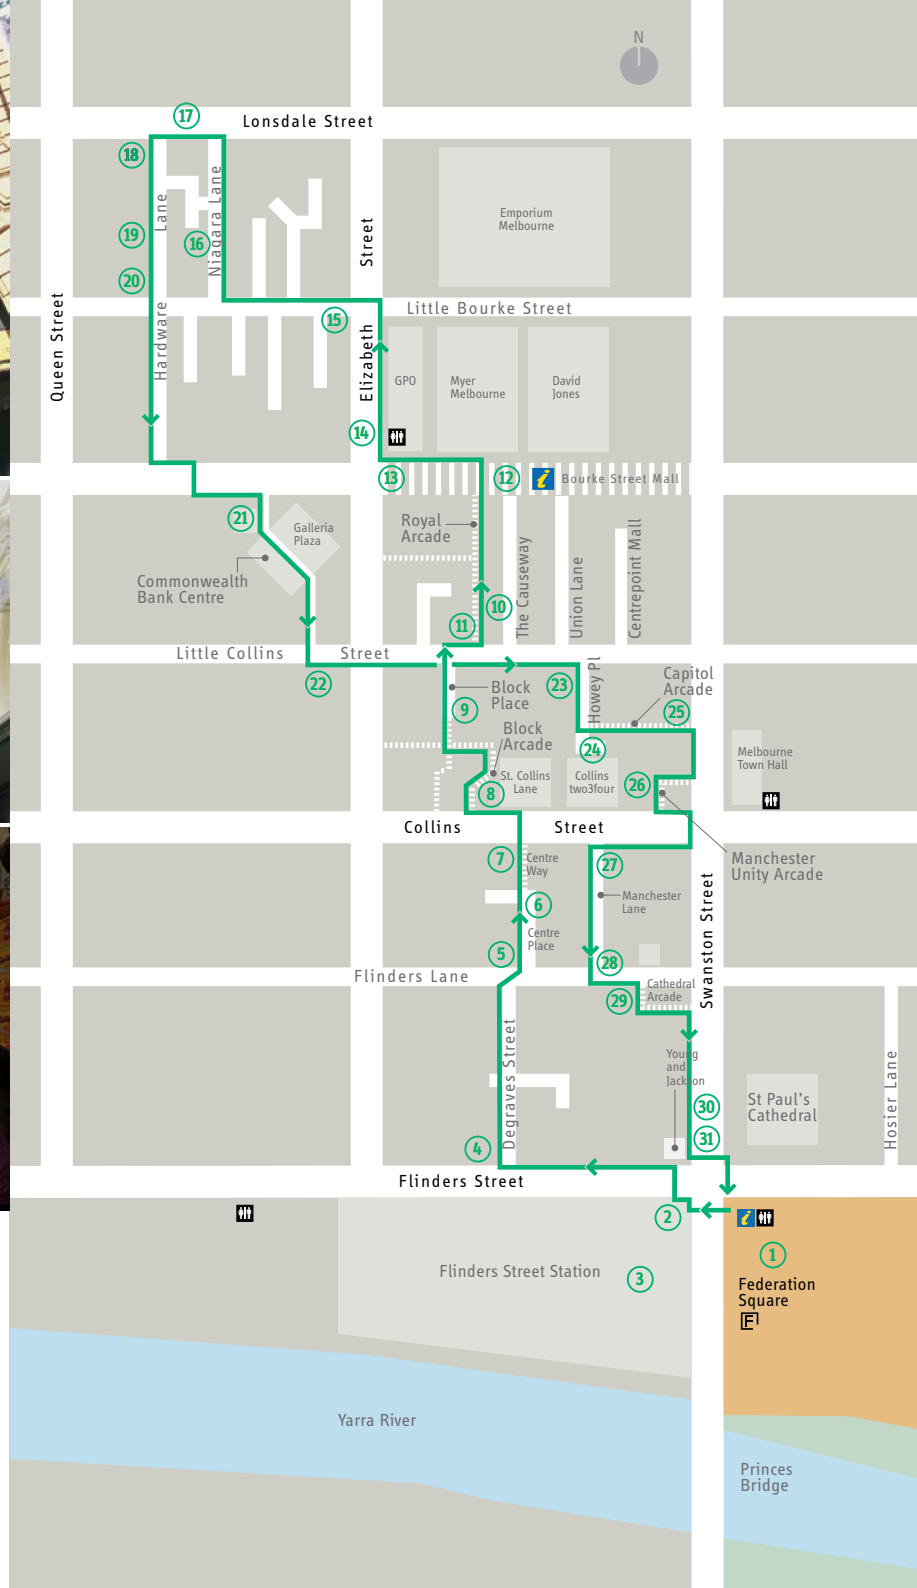 N
17
Lonsdale Street
18
Niagara Lane
Lane
19
16
Emporium
Melbourne
Street
20
Little Bourke Street
Queen Street
Hardware
15
Elizabeth
GPO
Myer
Melbourne
David
Jones
14
13
12
i
Bourke Street Mall
21
Galleria
Plaza
Royal
Arcade
The Causeway
Union Lane
Centrepoint Mall
Commonwealth
Bank Centre
10
11
Little Collins
Street
22
Block
Place
23
Howey Pl
Capitol
Arcade
9
25
Block
Arcade
24
Melbourne
Town Hall
St. Collins
Lane
Collins
two3four
26
8
Collins
Street
7
Centre
Way
27
Manchester
Unity Arcade
6
Manchester
Lane
Swanston Street
Centre
Place
5
28
Flinders Lane
29
Cathedral
Arcade
Degraves Street
Young
and
Jackson
Hosier Lane
30
St Paul's
Cathedral
31
4
Flinders Street
2
i
1
Flinders Street Station
3
Federation
Square
F
Yarra River
Princes
Bridge